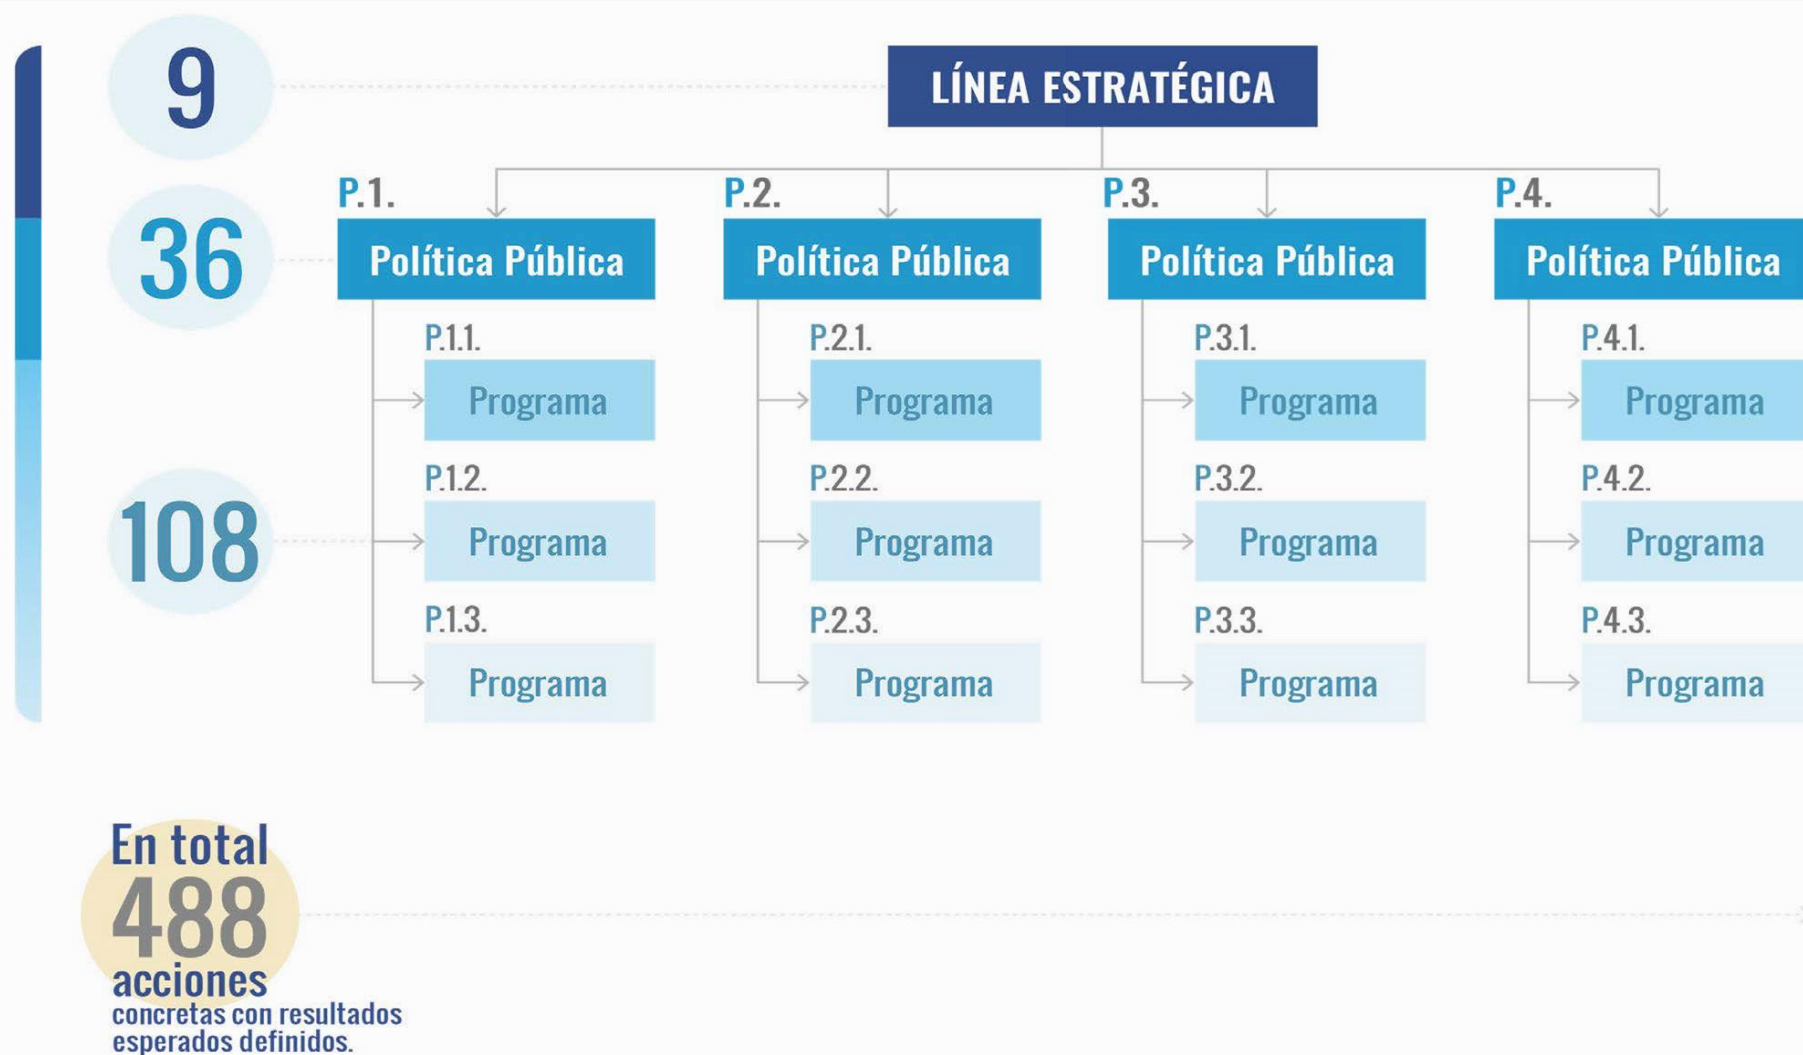 9
LÍNEA ESTRATÉGICA
P.1.
P.2.
P.3.
P.4.
36
Política Pública
Política Pública
Política Pública
Política Pública
P.1.1.
P.2.1.
P.3.1.
P.4.1.
Programa
Programa
Programa
Programa
P.1.2.
P.2.2.
P.3.2.
P.4.2.
108
Programa
Programa
Programa
Programa
P.1.3.
P.2.3.
P.3.3.
P.4.3.
Programa
Programa
Programa
Programa
En total
488
acciones
concretas con resultados
esperados definidos.